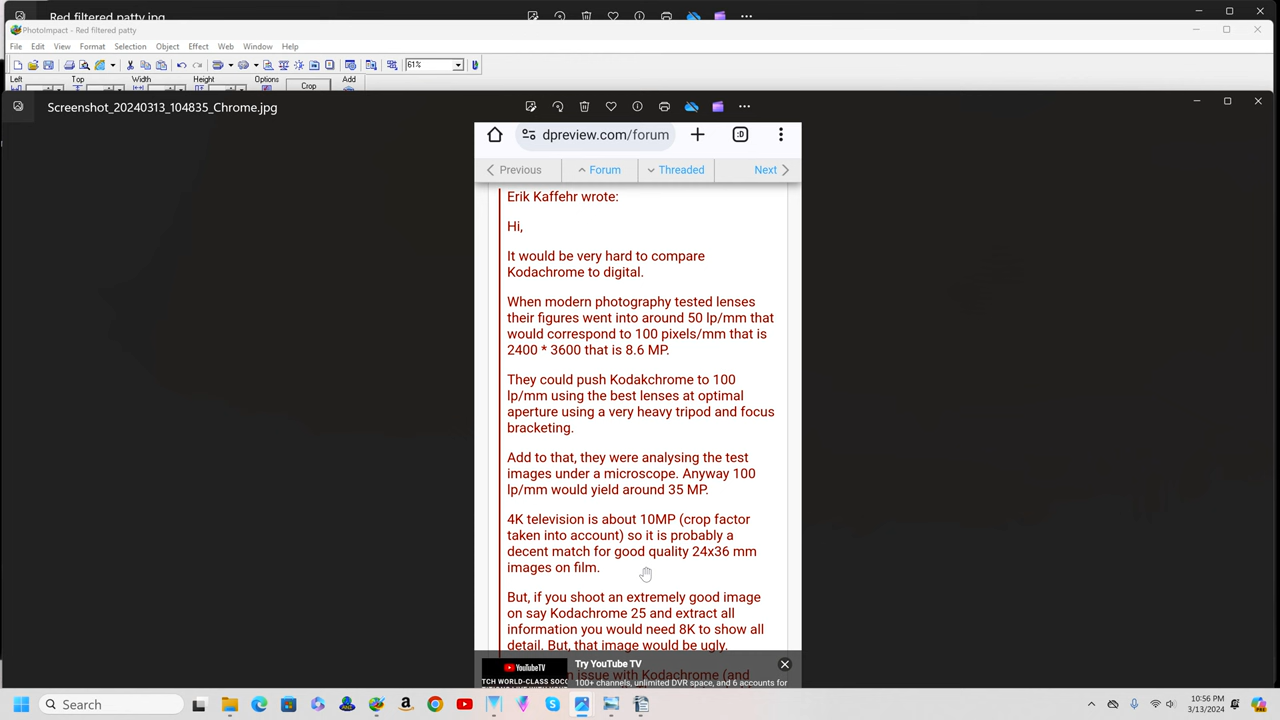 Red filtered patty.jpg
PhotoImpact - Red filtered patty
File Edit View Format Selection Object Effect Web Window Help
61%
Left Top Width Height Options Add
Crop
Screenshot_20240313_104835_Chrome.jpg
dpreview.com/forum
:D
Previous Forum Threaded Next
Erik Kaffehr wrote:
Hi,
It would be very hard to compare
Kodachrome to digital.
When modern photography tested lenses
their figures went into around 50 lp/mm that
would correspond to 100 pixels/mm that is
2400 * 3600 that is 8.6 MP.
They could push Kodakchrome to 100
lp/mm using the best lenses at optimal
aperture using a very heavy tripod and focus
bracketing.
Add to that, they were analysing the test
images under a microscope. Anyway 100
lp/mm would yield around 35 MP.
4K television is about 10MP (crop factor
taken into account) so it is probably a
decent match for good quality 24x36 mm
images on film.
But, if you shoot an extremely good image
on say Kodachrome 25 and extract all
information you would need 8K to show all
detail. But, that image would be ugly.
issue with Kodachrome (and
YouTubeTV
TCH WORLD-CLASS SOCC
Try YouTube TV
100+ channels, unlimited DVR space, and 6 accounts for
Search
10:56 PM
3/13/2024